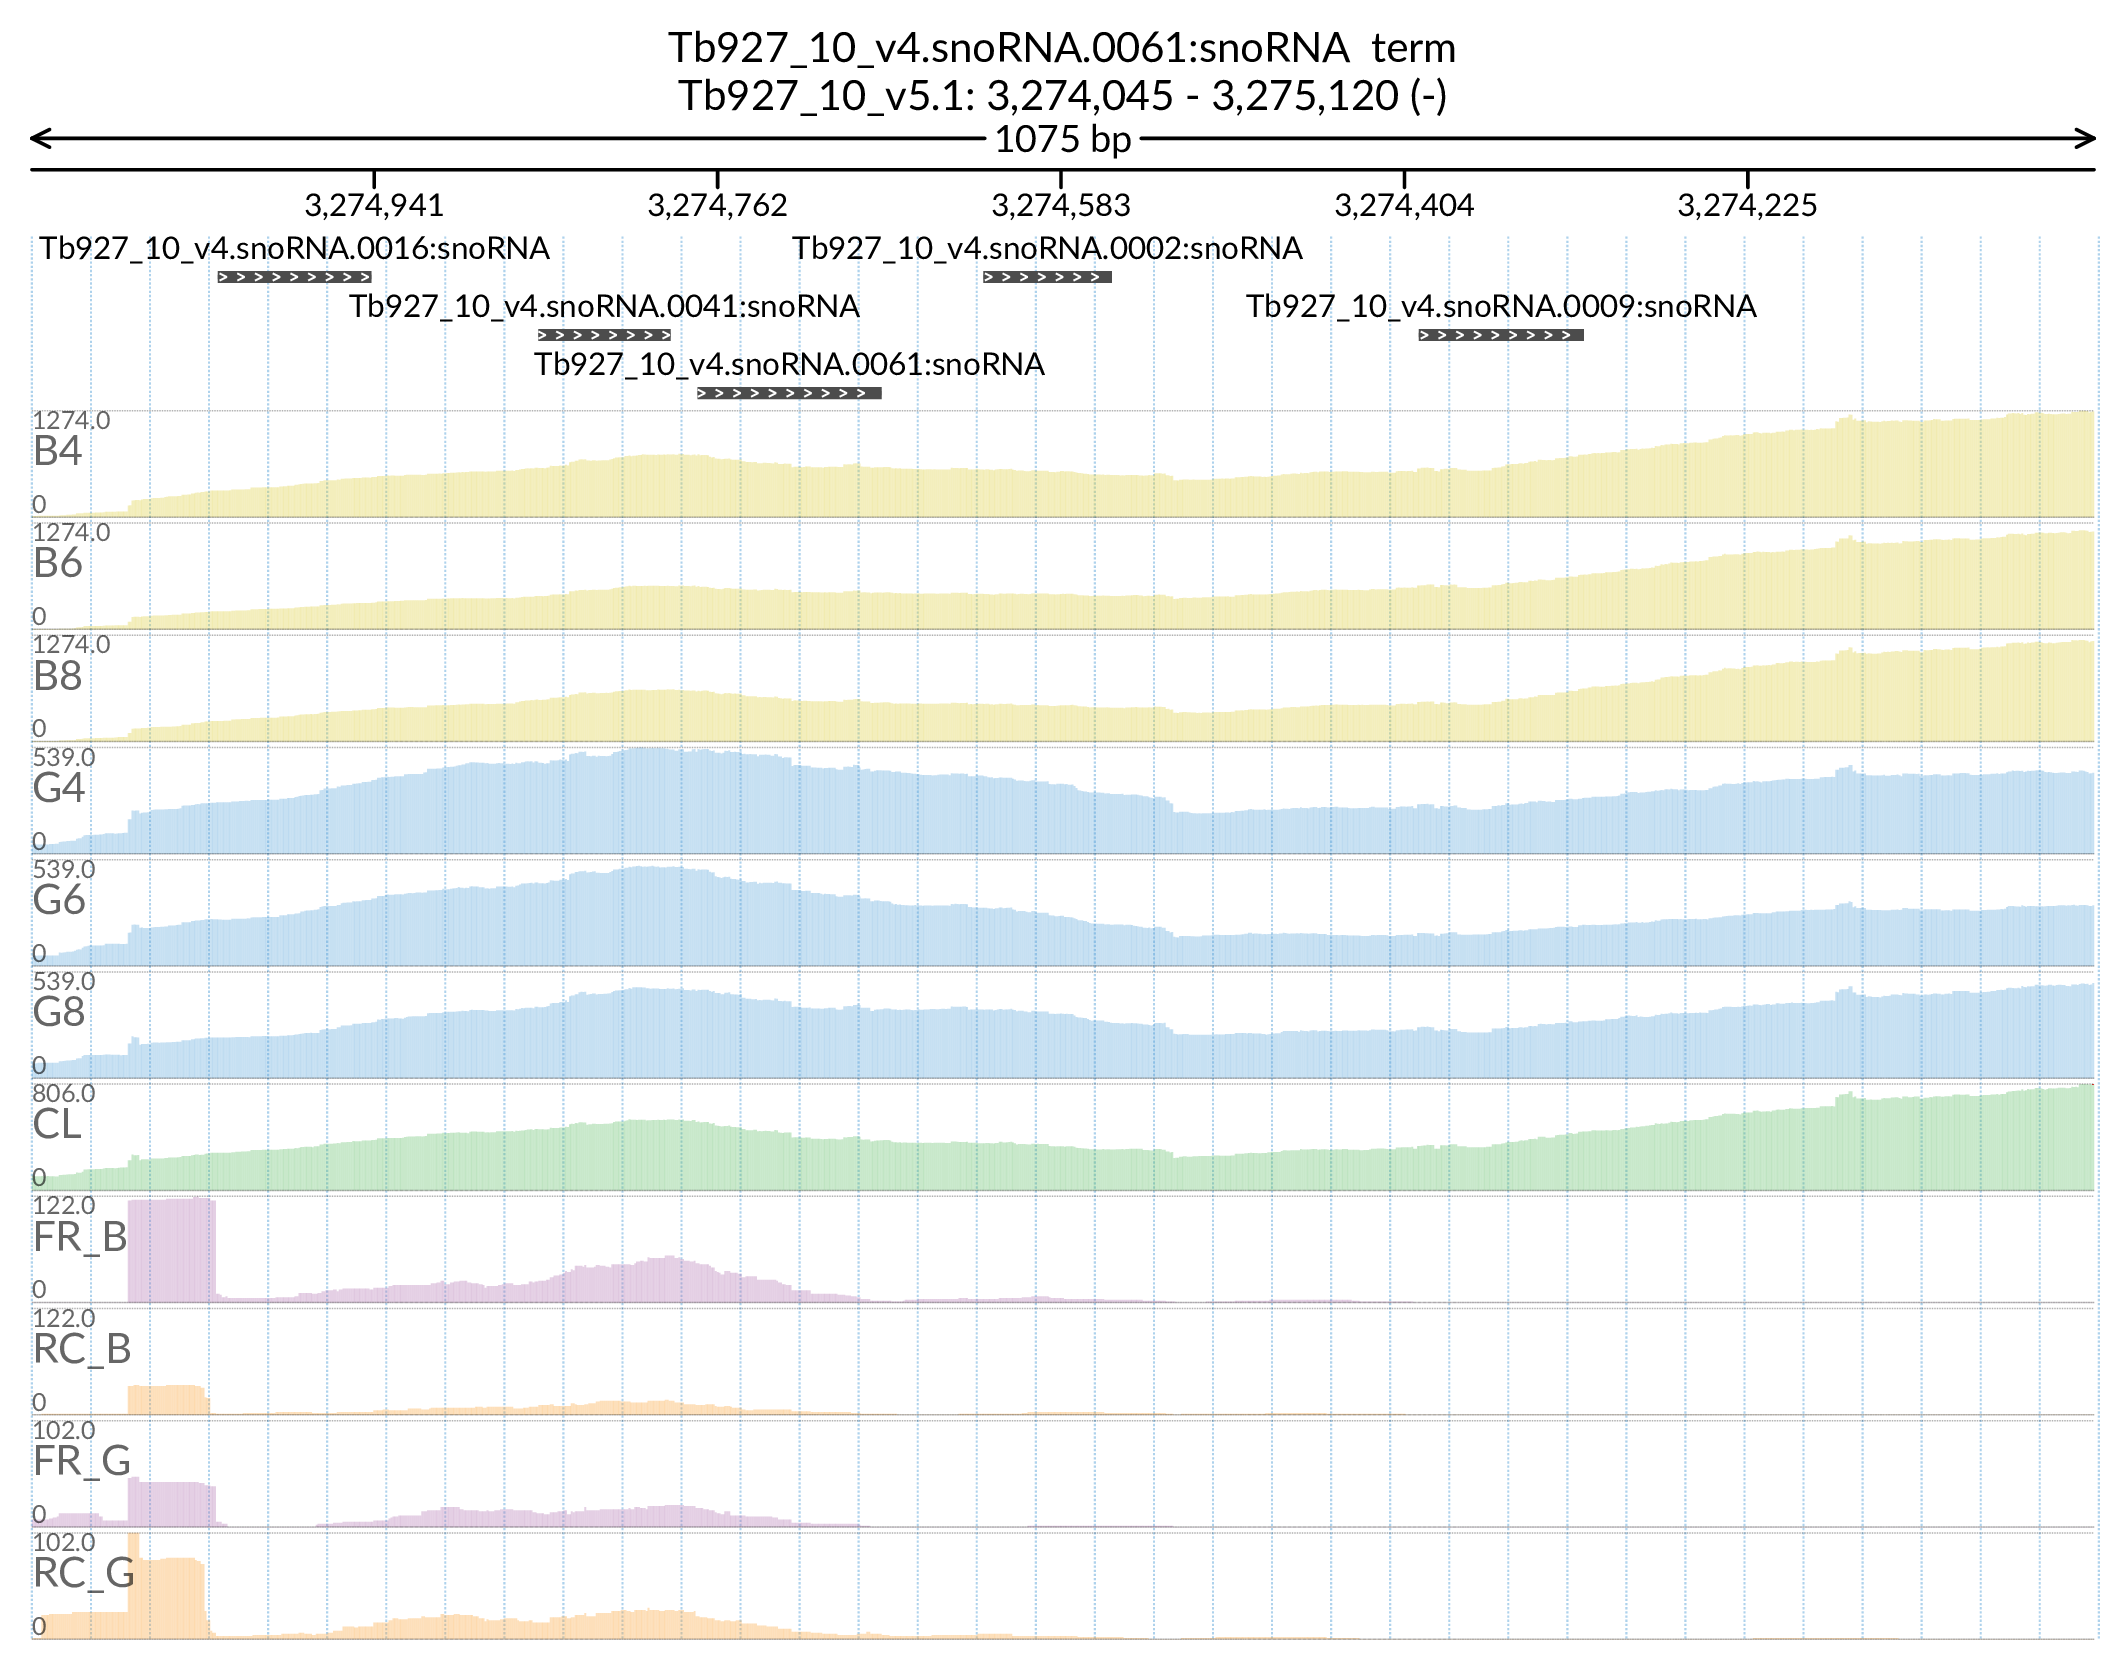 Tb927_10_v4.snoRNA.0061:snoRNA term
Tb927_10_v5.1: 3,274,045 - 3,275,120 (-)
1075 bp
3,274,941 3,274,762 3,274,583 3,274,404 3,274,225
Tb927_10_v4.snoRNA.0016:snoRNA Tb927_10_v4.snoRNA.0002:snoRNA
Tb927_10_v4.snoRNA.0041:snoRNA Tb927_10_v4.snoRNA.0009:snoRNA
Tb927_10_v4.snoRNA.0061:snoRNA
1274.0
B4
0
1274.0
B6
0
1274.0
B8
0
539.0
G4
0
539.0
G6
0
539.0
G8
0
806.0
CL
0
122.0
FR_B
0
122.0
RC_B
0
102.0
FR_G
0
102.0
RC_G
0